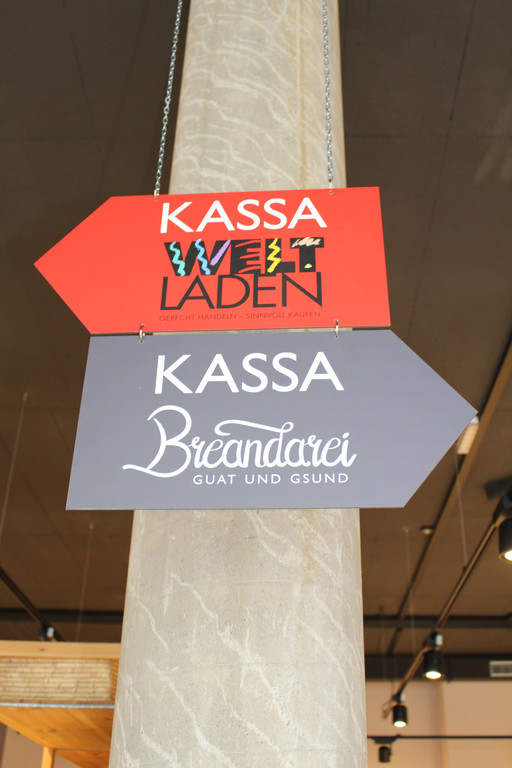 KASSA
WELT
LADEN
GERECHT HANDELN – SINNVOLL KAUFEN
KASSA
Breandarei
GUAT UND GSUND